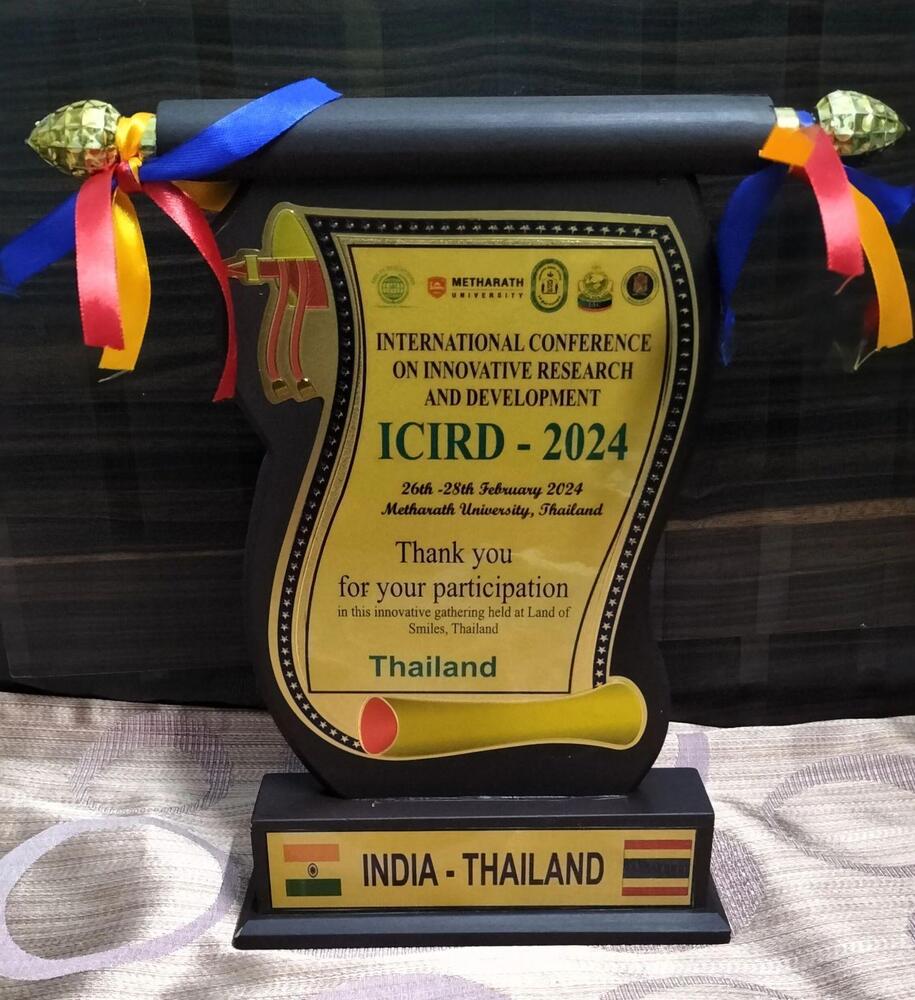 METHARATH
UNIVERSITY
INTERNATIONAL CONFERENCE
ON INNOVATIVE RESEARCH
AND DEVELOPMENT
ICIRD - 2024
26th -28th February 2024
Metharath University, Thailand
Thank you
for your participation
in this innovative gathering held at Land of
Smiles, Thailand
Thailand
INDIA - THAILAND